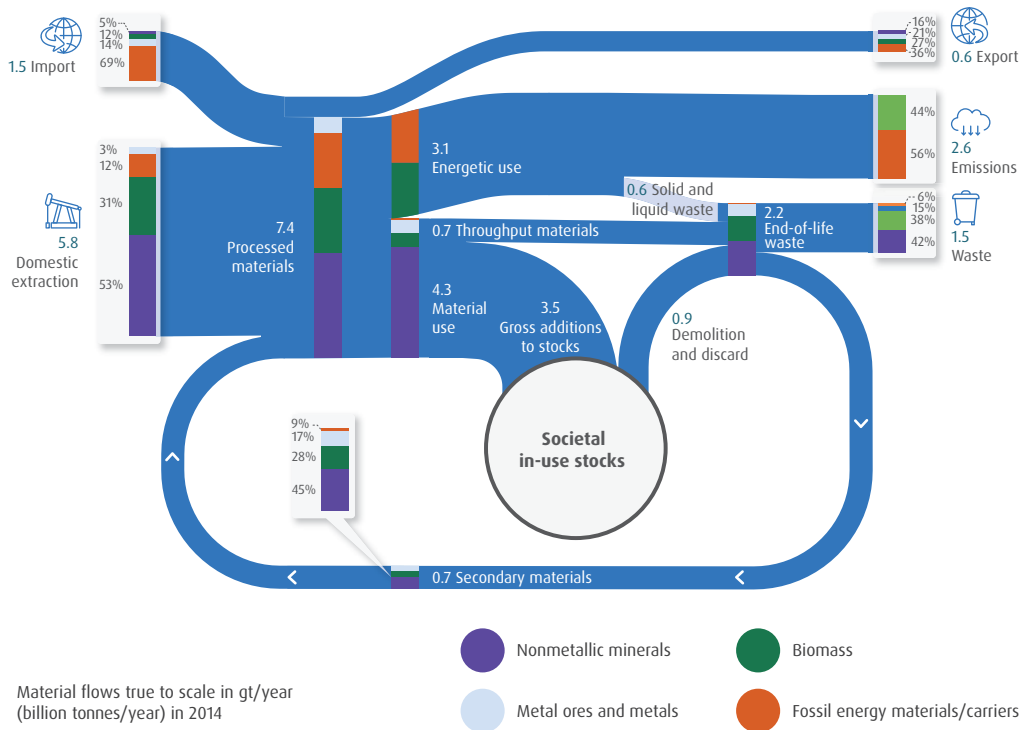 5%
12%
14%
69%
1.5 Import
16%
21%
27%
36%
0.6 Export
3%
12%
31%
53%
5.8
Domestic
extraction
7.4
Processed
materials
3.1
Energetic use
44%
56%
2.6
Emissions
0.6 Solid and
liquid waste
0.7 Throughput materials
2.2
End-of-life
waste
6%
15%
38%
42%
1.5
Waste
4.3
Material
use
3.5
Gross additions
to stocks
0.9
Demolition
and discard
Societal
in-use stocks
9%
17%
28%
45%
0.7 Secondary materials
Nonmetallic minerals
Biomass
Metal ores and metals
Fossil energy materials/carriers
Material flows true to scale in gt/year
(billion tonnes/year) in 2014